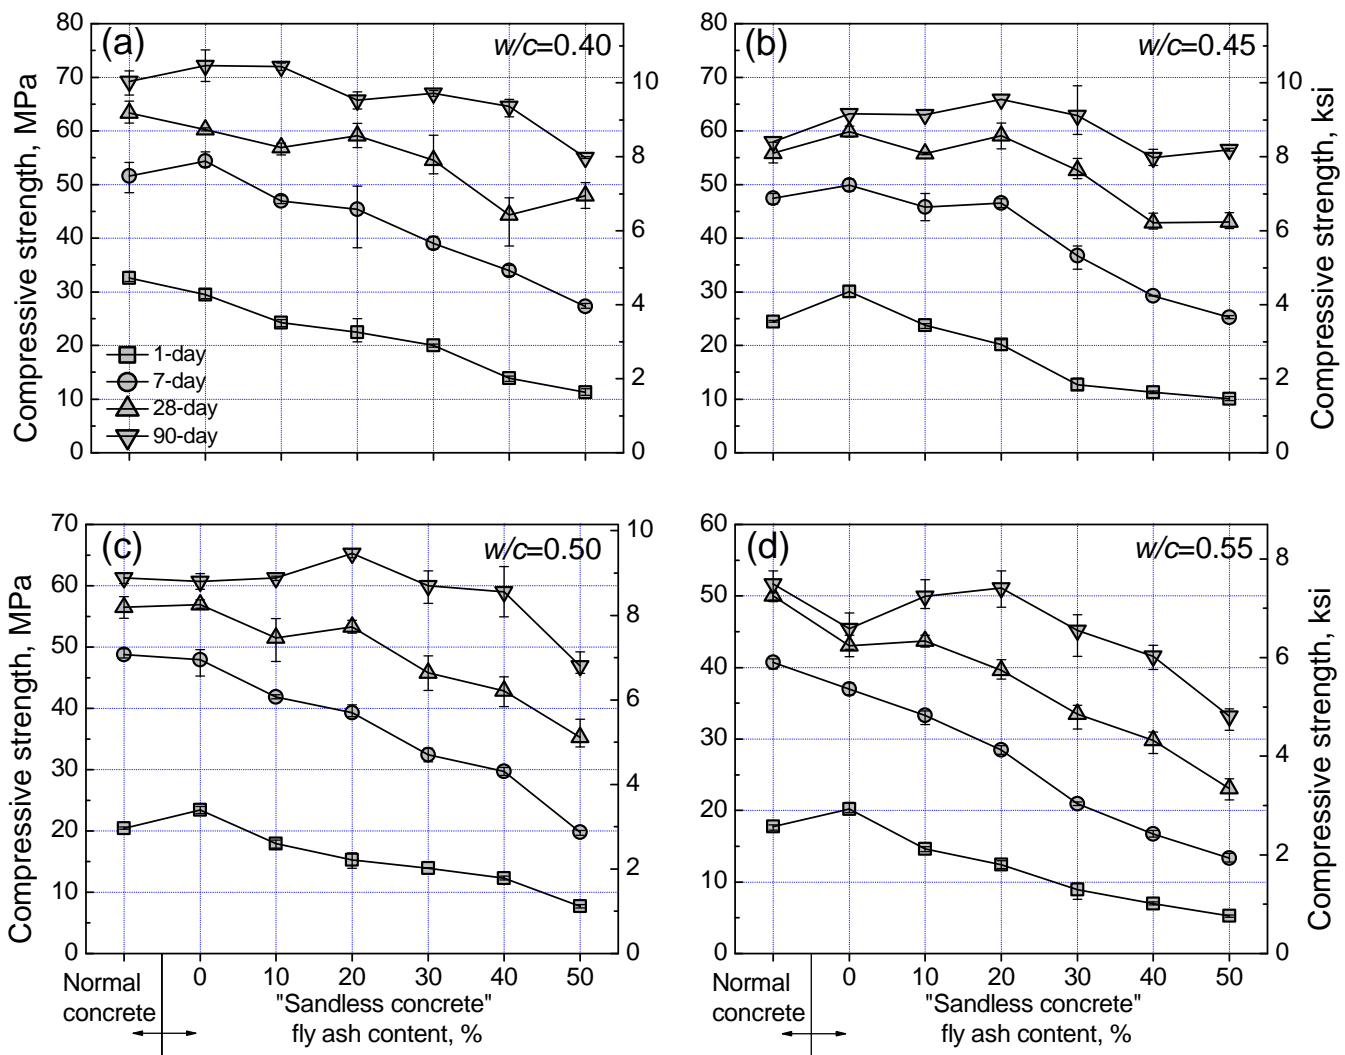 (a)
w/c=0.40
80
70
60
50
40
30
20
10
0
Compressive strength, MPa
10
8
6
4
2
0
1-day
7-day
28-day
90-day
(b)
w/c=0.45
80
70
60
50
40
30
20
10
0
10
8
6
4
2
0
Compressive strength, ksi
(c)
w/c=0.50
70
60
50
40
30
20
10
0
Compressive strength, MPa
10
8
6
4
2
0
Normal
concrete
0 10 20 30 40 50
"Sandless concrete"
fly ash content, %
(d)
w/c=0.55
60
50
40
30
20
10
0
8
6
4
2
0
Compressive strength, ksi
Normal
concrete
0 10 20 30 40 50
"Sandless concrete"
fly ash content, %